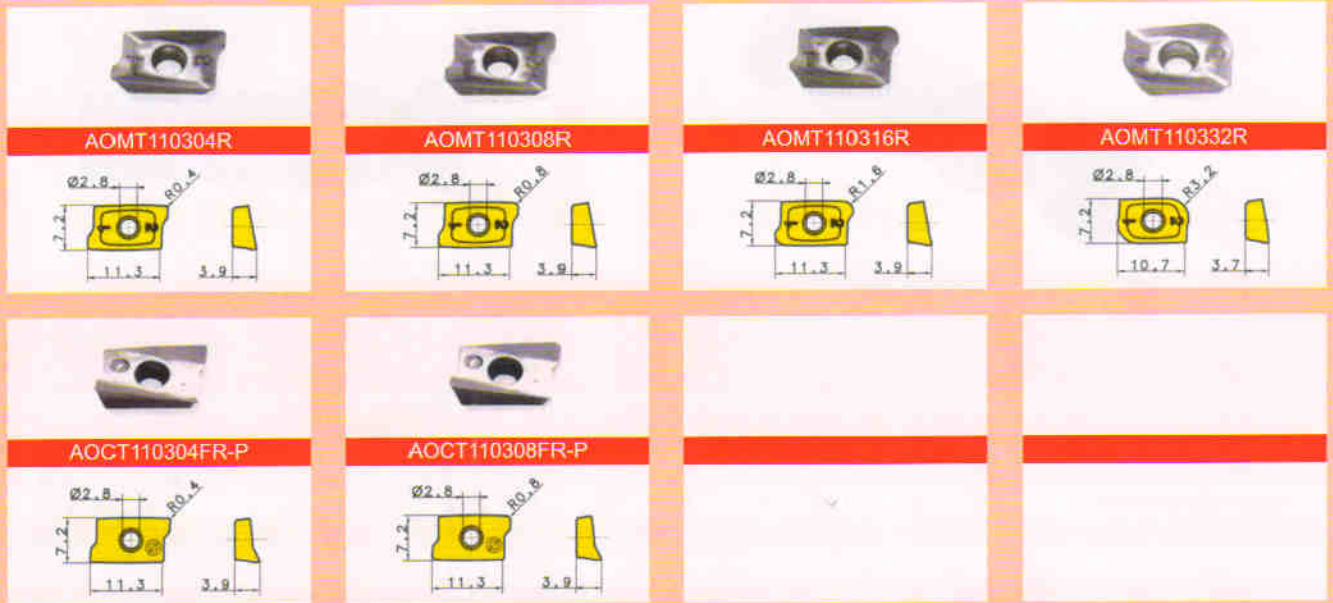 AOMT110304R
AOMT110308R
AOMT110316R
AOMT110332R
Ø2.8 R0.4
7.2
11.3 3.9
Ø2.8 R0.8
7.2
11.3 3.9
Ø2.8 R1.6
7.2
11.3 3.9
Ø2.8 R3.2
7.2
10.7 3.7
AOCT110304FR-P
AOCT110308FR-P
Ø2.8 R0.4
7.2
11.3 3.9
Ø2.8 R0.8
7.2
11.3 3.9